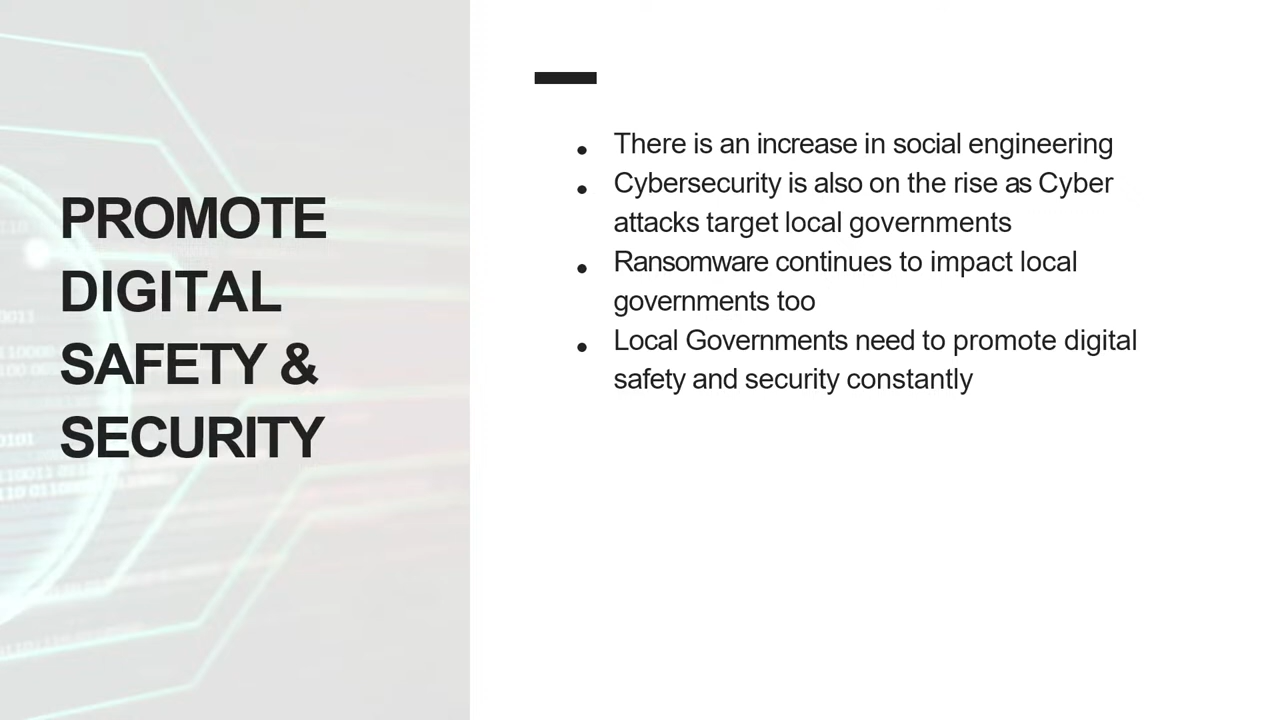 PROMOTE
DIGITAL
SAFETY &
SECURITY
• There is an increase in social engineering
• Cybersecurity is also on the rise as Cyber
attacks target local governments
• Ransomware continues to impact local
governments too
• Local Governments need to promote digital
safety and security constantly